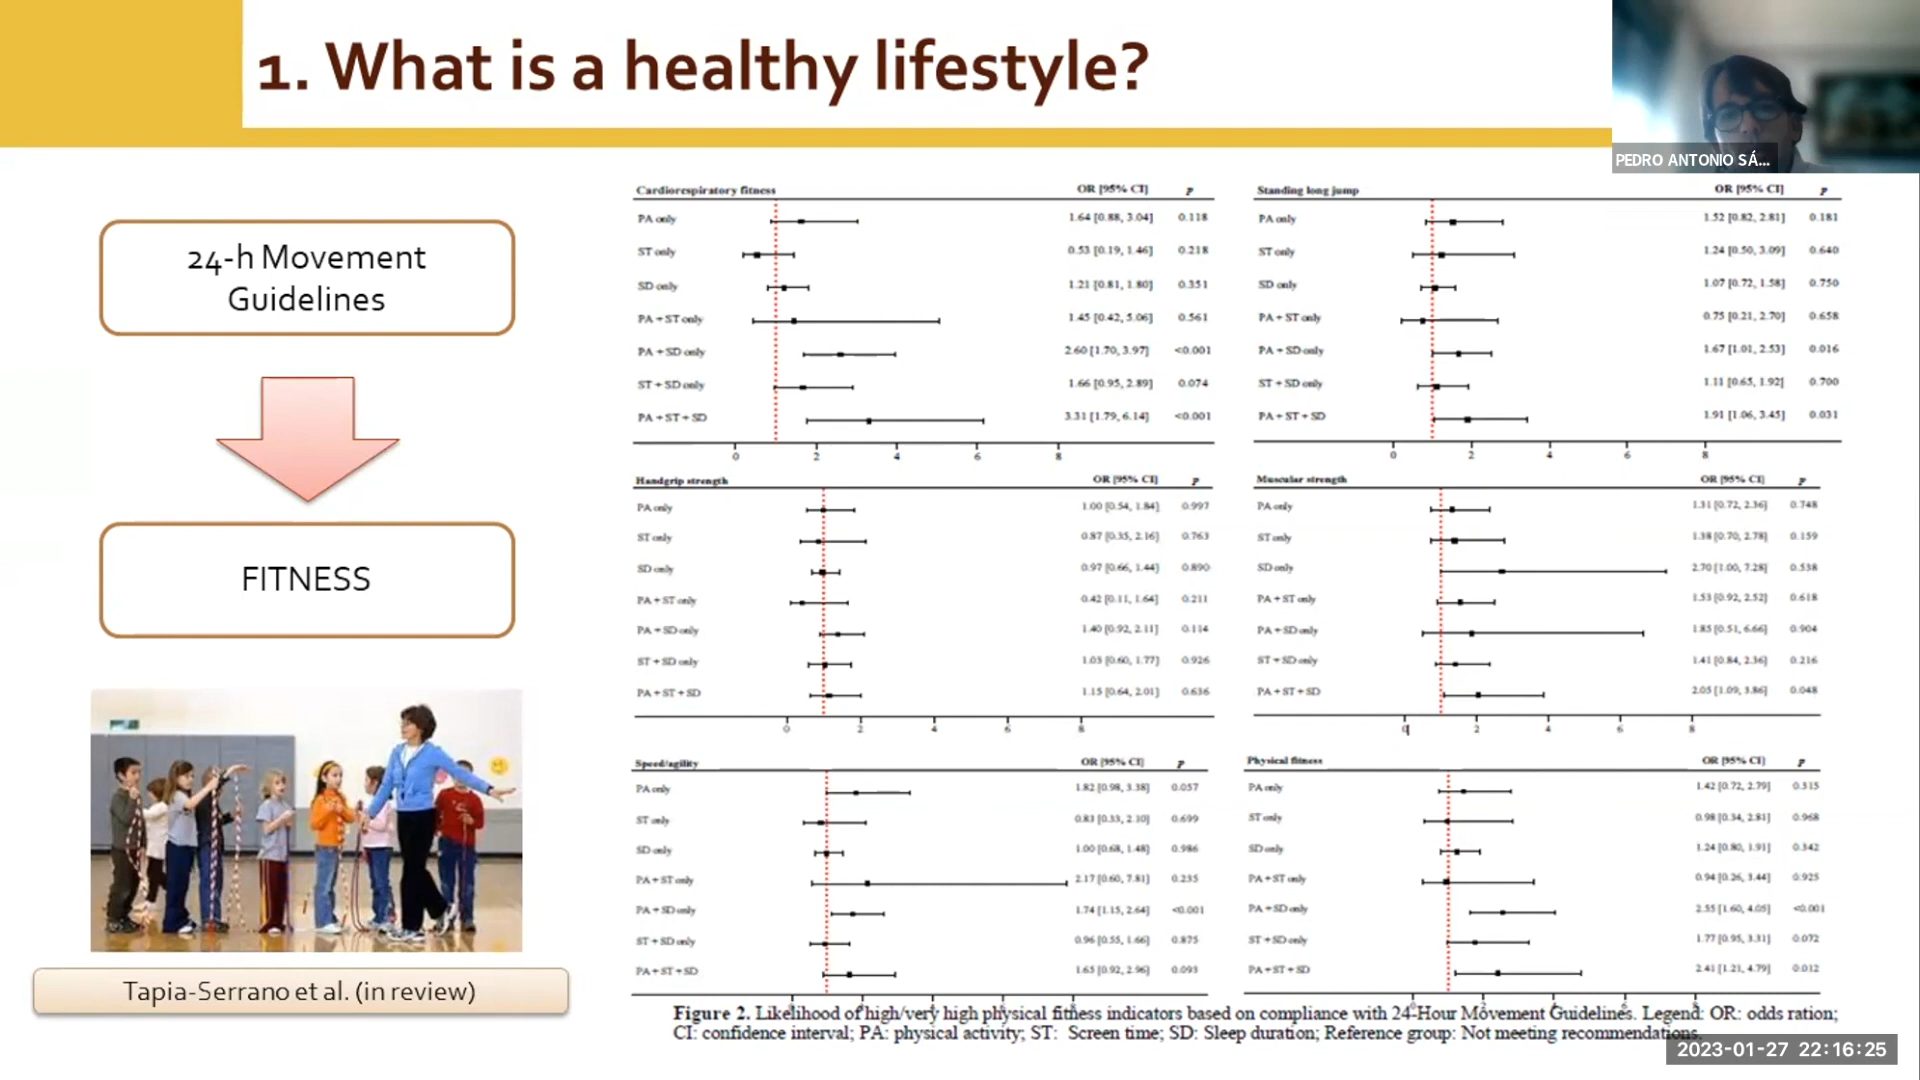 1. What is a healthy lifestyle?
PEDRO ANTONIO SÁ...
24-h Movement
Guidelines
FITNESS
Tapia-Serrano et al. (in review)
Cardiorespiratory fitness OR [95% CI] p
PA only 1.64 [0.88, 3.04] 0.118
ST only 0.53 [0.19, 1.46] 0.218
SD only 1.21 [0.81, 1.80] 0.351
PA + ST only 1.45 [0.42, 5.06] 0.561
PA + SD only 2.60 [1.70, 3.97] <0.001
ST + SD only 1.66 [0.95, 2.89] 0.074
PA + ST + SD 3.31 [1.79, 6.14] <0.001
0 2 4 6 8
Standing long jump OR [95% CI] p
PA only 1.52 [0.82, 2.81] 0.181
ST only 1.24 [0.50, 3.09] 0.640
SD only 1.07 [0.72, 1.58] 0.750
PA + ST only 0.75 [0.21, 2.70] 0.658
PA + SD only 1.67 [1.01, 2.53] 0.016
ST + SD only 1.11 [0.65, 1.92] 0.700
PA + ST + SD 1.91 [1.06, 3.45] 0.031
0 2 4 6 8
Handgrip strength OR [95% CI] p
PA only 1.00 [0.54, 1.84] 0.997
ST only 0.87 [0.35, 2.16] 0.763
SD only 0.97 [0.66, 1.44] 0.890
PA + ST only 0.42 [0.11, 1.64] 0.211
PA + SD only 1.40 [0.92, 2.11] 0.114
ST + SD only 1.03 [0.60, 1.77] 0.926
PA + ST + SD 1.15 [0.64, 2.01] 0.636
0 2 4 6 8
Muscular strength OR [95% CI] p
PA only 1.31 [0.72, 2.36] 0.748
ST only 1.38 [0.70, 2.78] 0.159
SD only 2.70 [1.00, 7.28] 0.538
PA + ST only 1.53 [0.92, 2.52] 0.618
PA + SD only 1.85 [0.51, 6.66] 0.904
ST + SD only 1.41 [0.84, 2.36] 0.216
PA + ST + SD 2.05 [1.09, 3.86] 0.048
0 2 4 6 8
Speed/agility OR [95% CI] p
PA only 1.82 [0.98, 3.38] 0.057
ST only 0.83 [0.33, 2.10] 0.699
SD only 1.00 [0.68, 1.48] 0.986
PA + ST only 2.17 [0.60, 7.81] 0.235
PA + SD only 1.74 [1.15, 2.64] <0.001
ST + SD only 0.96 [0.55, 1.66] 0.875
PA + ST + SD 1.65 [0.92, 2.96] 0.093
Physical fitness OR [95% CI] p
PA only 1.42 [0.72, 2.79] 0.315
ST only 0.98 [0.34, 2.81] 0.968
SD only 1.24 [0.80, 1.91] 0.342
PA + ST only 0.94 [0.26, 3.44] 0.925
PA + SD only 2.55 [1.60, 4.05] <0.001
ST + SD only 1.77 [0.95, 3.31] 0.072
PA + ST + SD 2.41 [1.21, 4.79] 0.012
Figure 2. Likelihood of high/very high physical fitness indicators based on compliance with 24-Hour Movement Guidelines. Legend: OR: odds ration;
CI: confidence interval; PA: physical activity; ST: Screen time; SD: Sleep duration; Reference group: Not meeting recommendations.
2023-01-27 22:16:25